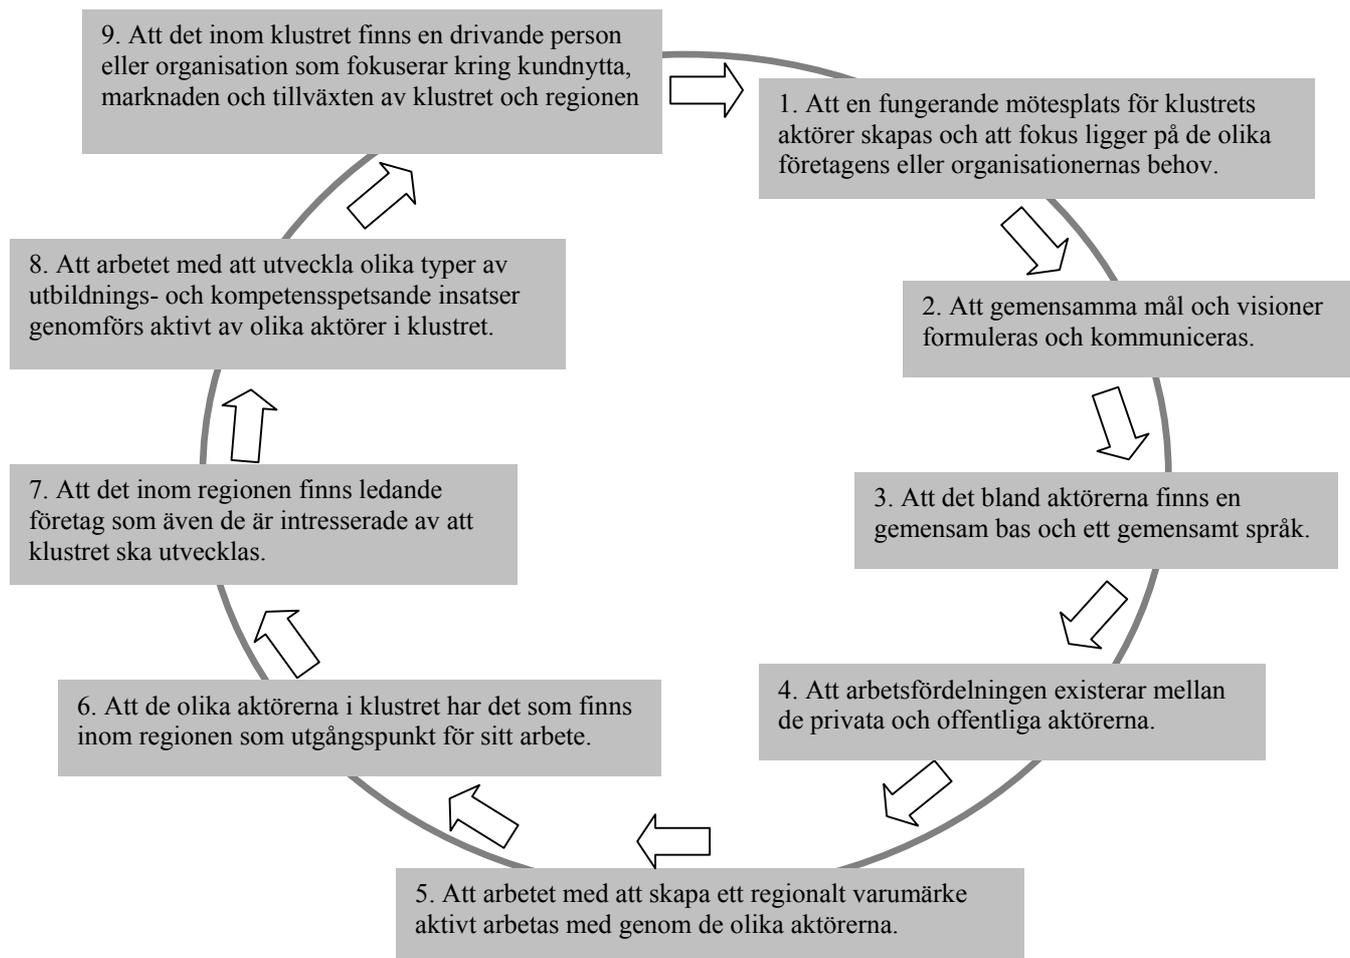 9. Att det inom klustret finns en drivande person
eller organisation som fokuserar kring kundnytta,
marknaden och tillväxten av klustret och regionen
1. Att en fungerande mötesplats för klustrets
aktörer skapas och att fokus ligger på de olika
företagens eller organisationernas behov.
2. Att gemensamma mål och visioner
formuleras och kommuniceras.
3. Att det bland aktörerna finns en
gemensam bas och ett gemensamt språk.
4. Att arbetsfördelningen existerar mellan
de privata och offentliga aktörerna.
5. Att arbetet med att skapa ett regionalt varumärke
aktivt arbetas med genom de olika aktörerna.
6. Att de olika aktörerna i klustret har det som finns
inom regionen som utgångspunkt för sitt arbete.
7. Att det inom regionen finns ledande
företag som även de är intresserade av att
klustret ska utvecklas.
8. Att arbetet med att utveckla olika typer av
utbildnings- och kompetensspetsande insatser
genomförs aktivt av olika aktörer i klustret.